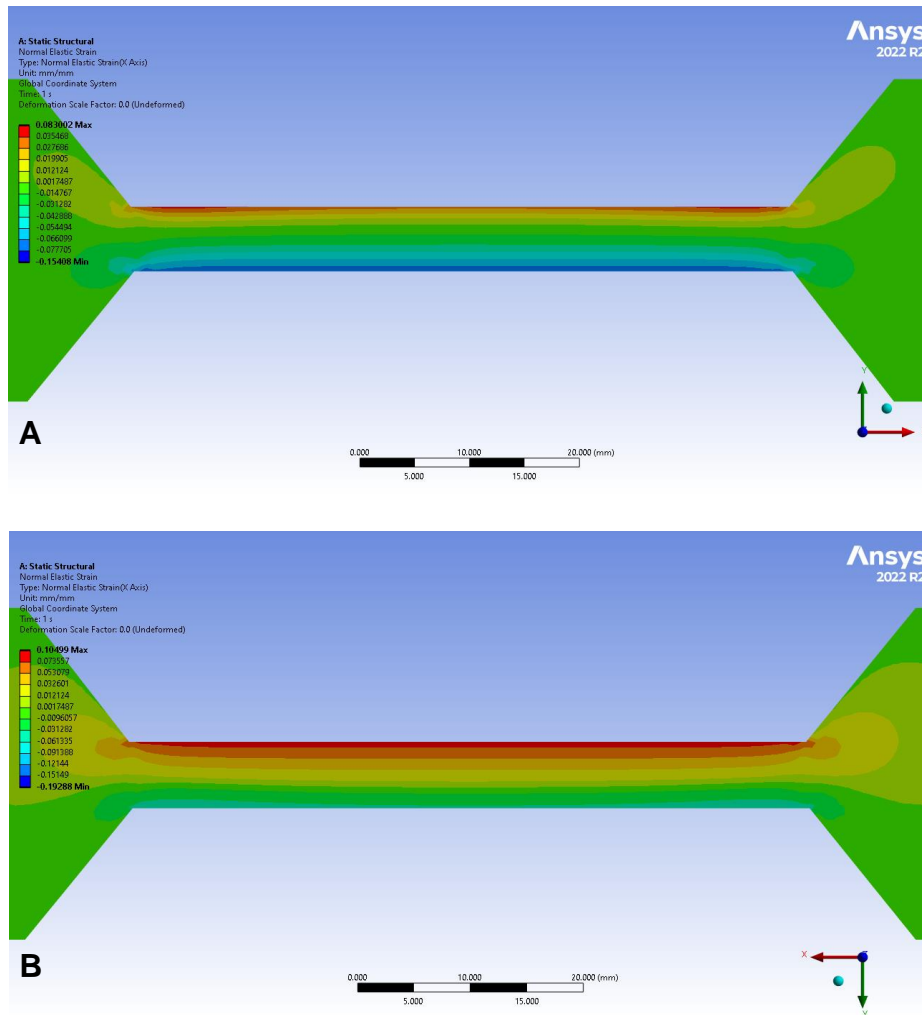 A: Static Structural
Normal Elastic Strain
Type: Normal Elastic Strain(X Axis)
Unit: mm/mm
Global Coordinate System
Time: 1 s
Deformation Scale Factor: 0.0 (Undeformed)
Ansys
2022 R2
0.083002 Max
0.035468
0.027686
0.019905
0.012124
0.0017487
-0.014767
-0.031282
-0.042888
-0.054494
-0.066099
-0.077705
-0.15408 Min
Y
A
0.000 10.000 20.000 (mm)
5.000 15.000
A: Static Structural
Normal Elastic Strain
Type: Normal Elastic Strain(X Axis)
Unit: mm/mm
Global Coordinate System
Time: 1 s
Deformation Scale Factor: 0.0 (Undeformed)
Ansys
2022 R2
0.10499 Max
0.073557
0.053079
0.032601
0.012124
0.0017487
-0.0096057
-0.031282
-0.061335
-0.091388
-0.12144
-0.15149
-0.19288 Min
X
B
0.000 10.000 20.000 (mm)
5.000 15.000